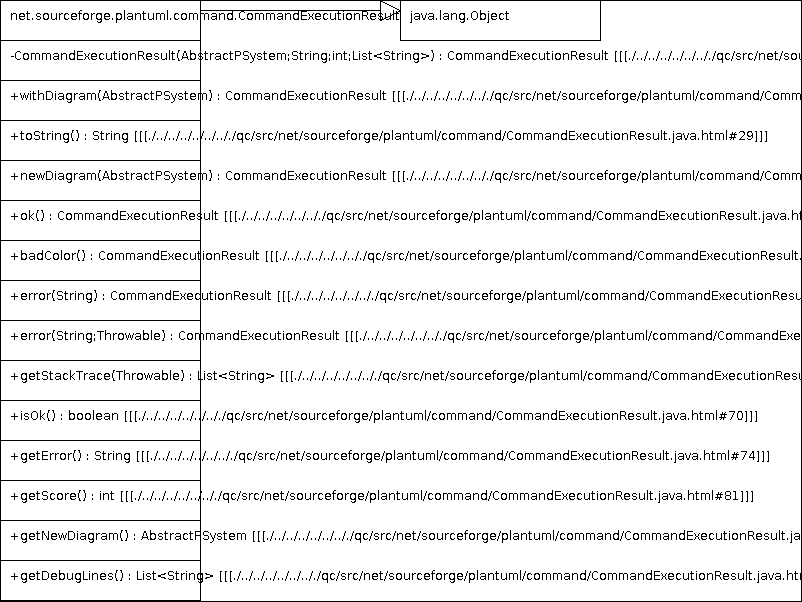 net.sourceforge.plantuml.command.CommandExecutionResult
java.lang.Object
-CommandExecutionResult(AbstractPSystem;String;int;List<String>) : CommandExecutionResult [[[./../../../../../../../qc/src/net/sou
+withDiagram(AbstractPSystem) : CommandExecutionResult [[[./../../../../../../../qc/src/net/sourceforge/plantuml/command/Comm
+toString() : String [[[./../../../../../../../qc/src/net/sourceforge/plantuml/command/CommandExecutionResult.java.html#29]]]
+newDiagram(AbstractPSystem) : CommandExecutionResult [[[./../../../../../../../qc/src/net/sourceforge/plantuml/command/Comm
+ok() : CommandExecutionResult [[[./../../../../../../../qc/src/net/sourceforge/plantuml/command/CommandExecutionResult.java.ht
+badColor() : CommandExecutionResult [[[./../../../../../../../qc/src/net/sourceforge/plantuml/command/CommandExecutionResult.
+error(String) : CommandExecutionResult [[[./../../../../../../../qc/src/net/sourceforge/plantuml/command/CommandExecutionResu
+error(String;Throwable) : CommandExecutionResult [[[./../../../../../../../qc/src/net/sourceforge/plantuml/command/CommandExe
+getStackTrace(Throwable) : List<String> [[[./../../../../../../../qc/src/net/sourceforge/plantuml/command/CommandExecutionResu
+isOk() : boolean [[[./../../../../../../../qc/src/net/sourceforge/plantuml/command/CommandExecutionResult.java.html#70]]]
+getError() : String [[[./../../../../../../../qc/src/net/sourceforge/plantuml/command/CommandExecutionResult.java.html#74]]]
+getScore() : int [[[./../../../../../../../qc/src/net/sourceforge/plantuml/command/CommandExecutionResult.java.html#81]]]
+getNewDiagram() : AbstractPSystem [[[./../../../../../../../qc/src/net/sourceforge/plantuml/command/CommandExecutionResult.ja
+getDebugLines() : List<String> [[[./../../../../../../../qc/src/net/sourceforge/plantuml/command/CommandExecutionResult.java.ht